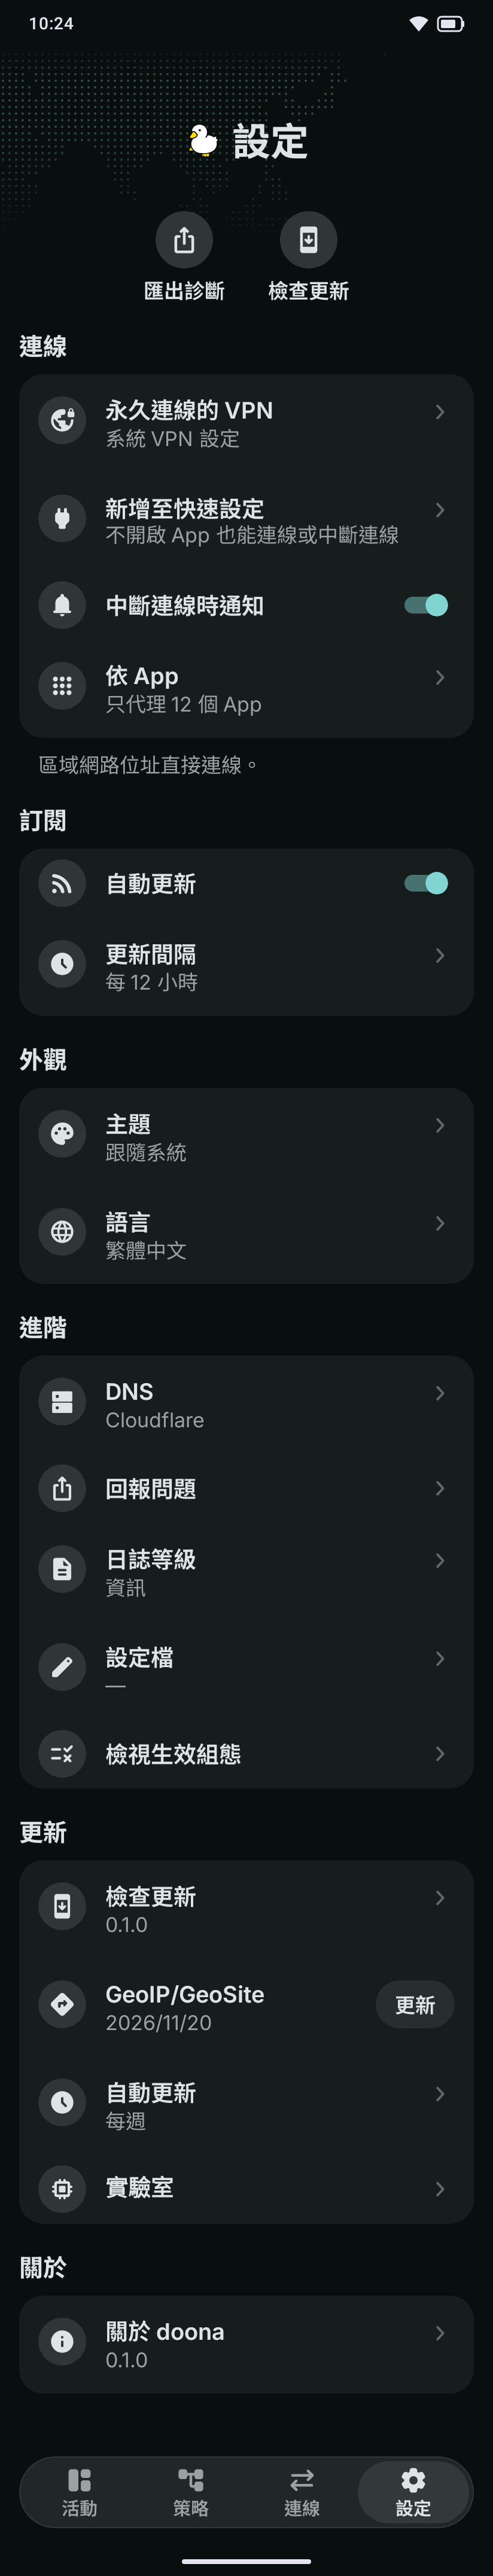 10:24
設定
匯出診斷
檢查更新
連線
永久連線的 VPN
系統 VPN 設定
新增至快速設定
不開啟 App 也能連線或中斷連線
中斷連線時通知
依 App
只代理 12 個 App
區域網路位址直接連線。
訂閱
自動更新
更新間隔
每 12 小時
外觀
主題
跟隨系統
語言
繁體中文
進階
DNS
Cloudflare
回報問題
日誌等級
資訊
設定檔
—
檢視生效組態
更新
檢查更新
0.1.0
GeoIP/GeoSite
2026/11/20
更新
自動更新
每週
實驗室
關於
關於 doona
0.1.0
活動
策略
連線
設定